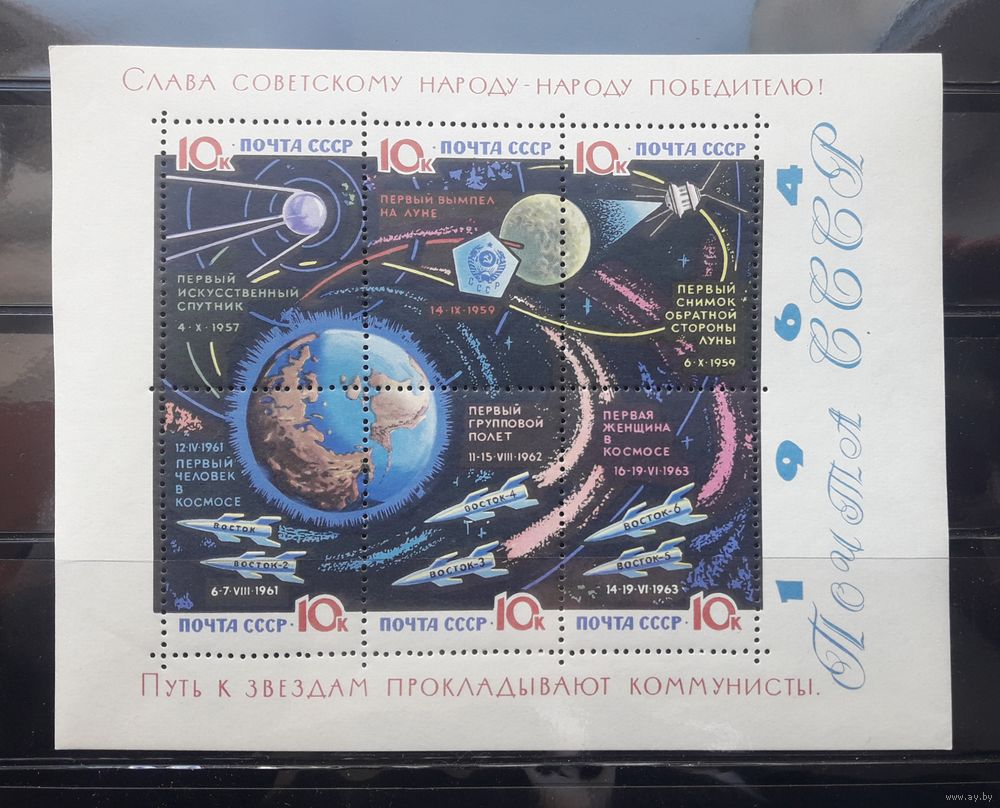 СЛАВА СОВЕТСКОМУ НАРОДУ - НАРОДУ ПОБЕДИТЕЛЮ!
10к · ПОЧТА СССР
10к · ПОЧТА СССР
10к · ПОЧТА СССР
ПЕРВЫЙ
ИСКУССТВЕННЫЙ
СПУТНИК
4·X·1957
ПЕРВЫЙ ВЫМПЕЛ
НА ЛУНЕ
СССР
14·IX·1959
ПЕРВЫЙ
СНИМОК
ОБРАТНОЙ
СТОРОНЫ
ЛУНЫ
6·X·1959
12·IV·1961
ПЕРВЫЙ
ЧЕЛОВЕК
В
КОСМОСЕ
ВОСТОК
ВОСТОК-2
6-7·VIII·1961
ПЕРВЫЙ
ГРУППОВОЙ
ПОЛЕТ
11-15·VIII·1962
ВОСТОК-4
ВОСТОК-3
ПЕРВАЯ
ЖЕНЩИНА
В
КОСМОСЕ
16-19·VI·1963
ВОСТОК-6
ВОСТОК-5
14-19·VI·1963
ПОЧТА СССР · 10к
ПОЧТА СССР · 10к
ПОЧТА СССР · 10к
ПУТЬ К ЗВЕЗДАМ ПРОКЛАДЫВАЮТ КОММУНИСТЫ.
1964
Почта СССР
www.ay.by